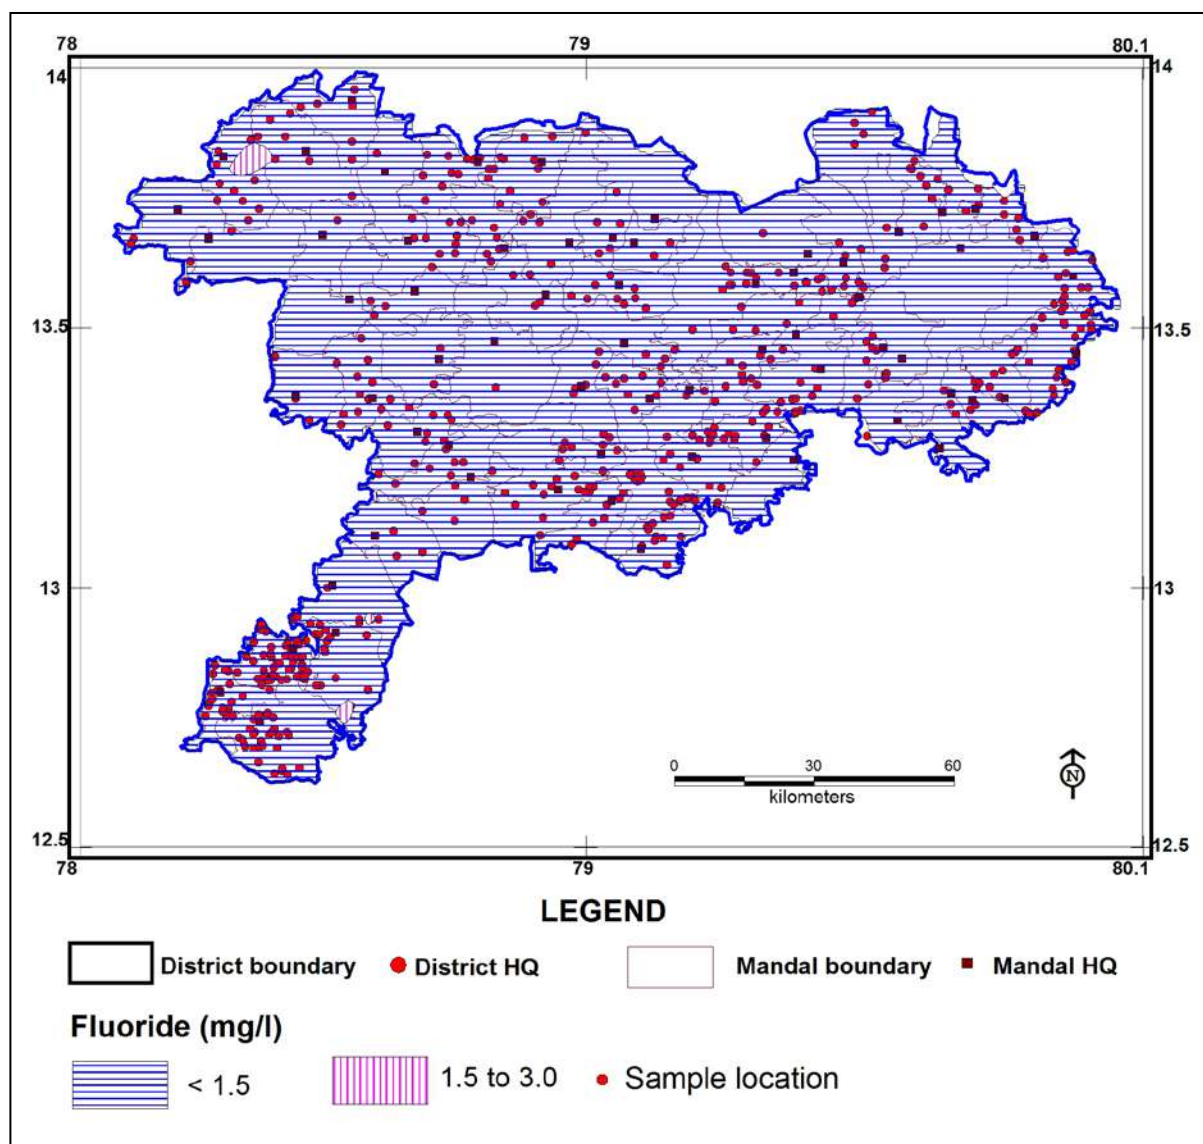 78 79 80.1
14 14
13.5 13.5
13 13
0 30 60
kilometers
N
12.5 12.5
78 79 80.1
LEGEND
District boundary District HQ Mandal boundary Mandal HQ
Fluoride (mg/l)
< 1.5 1.5 to 3.0 Sample location